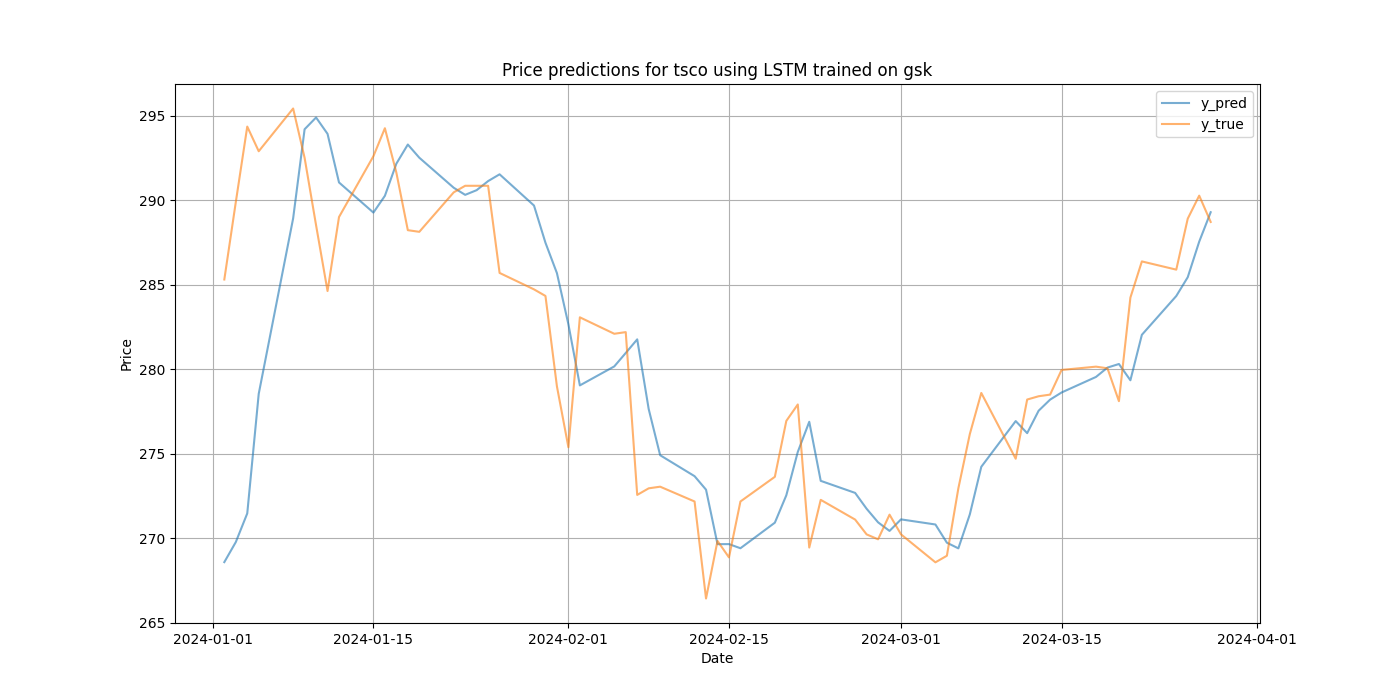 Price predictions for tsco using LSTM trained on gsk
y_pred
y_true
295
290
285
280
275
270
265
Price
2024-01-01
2024-01-15
2024-02-01
2024-02-15
2024-03-01
2024-03-15
2024-04-01
Date